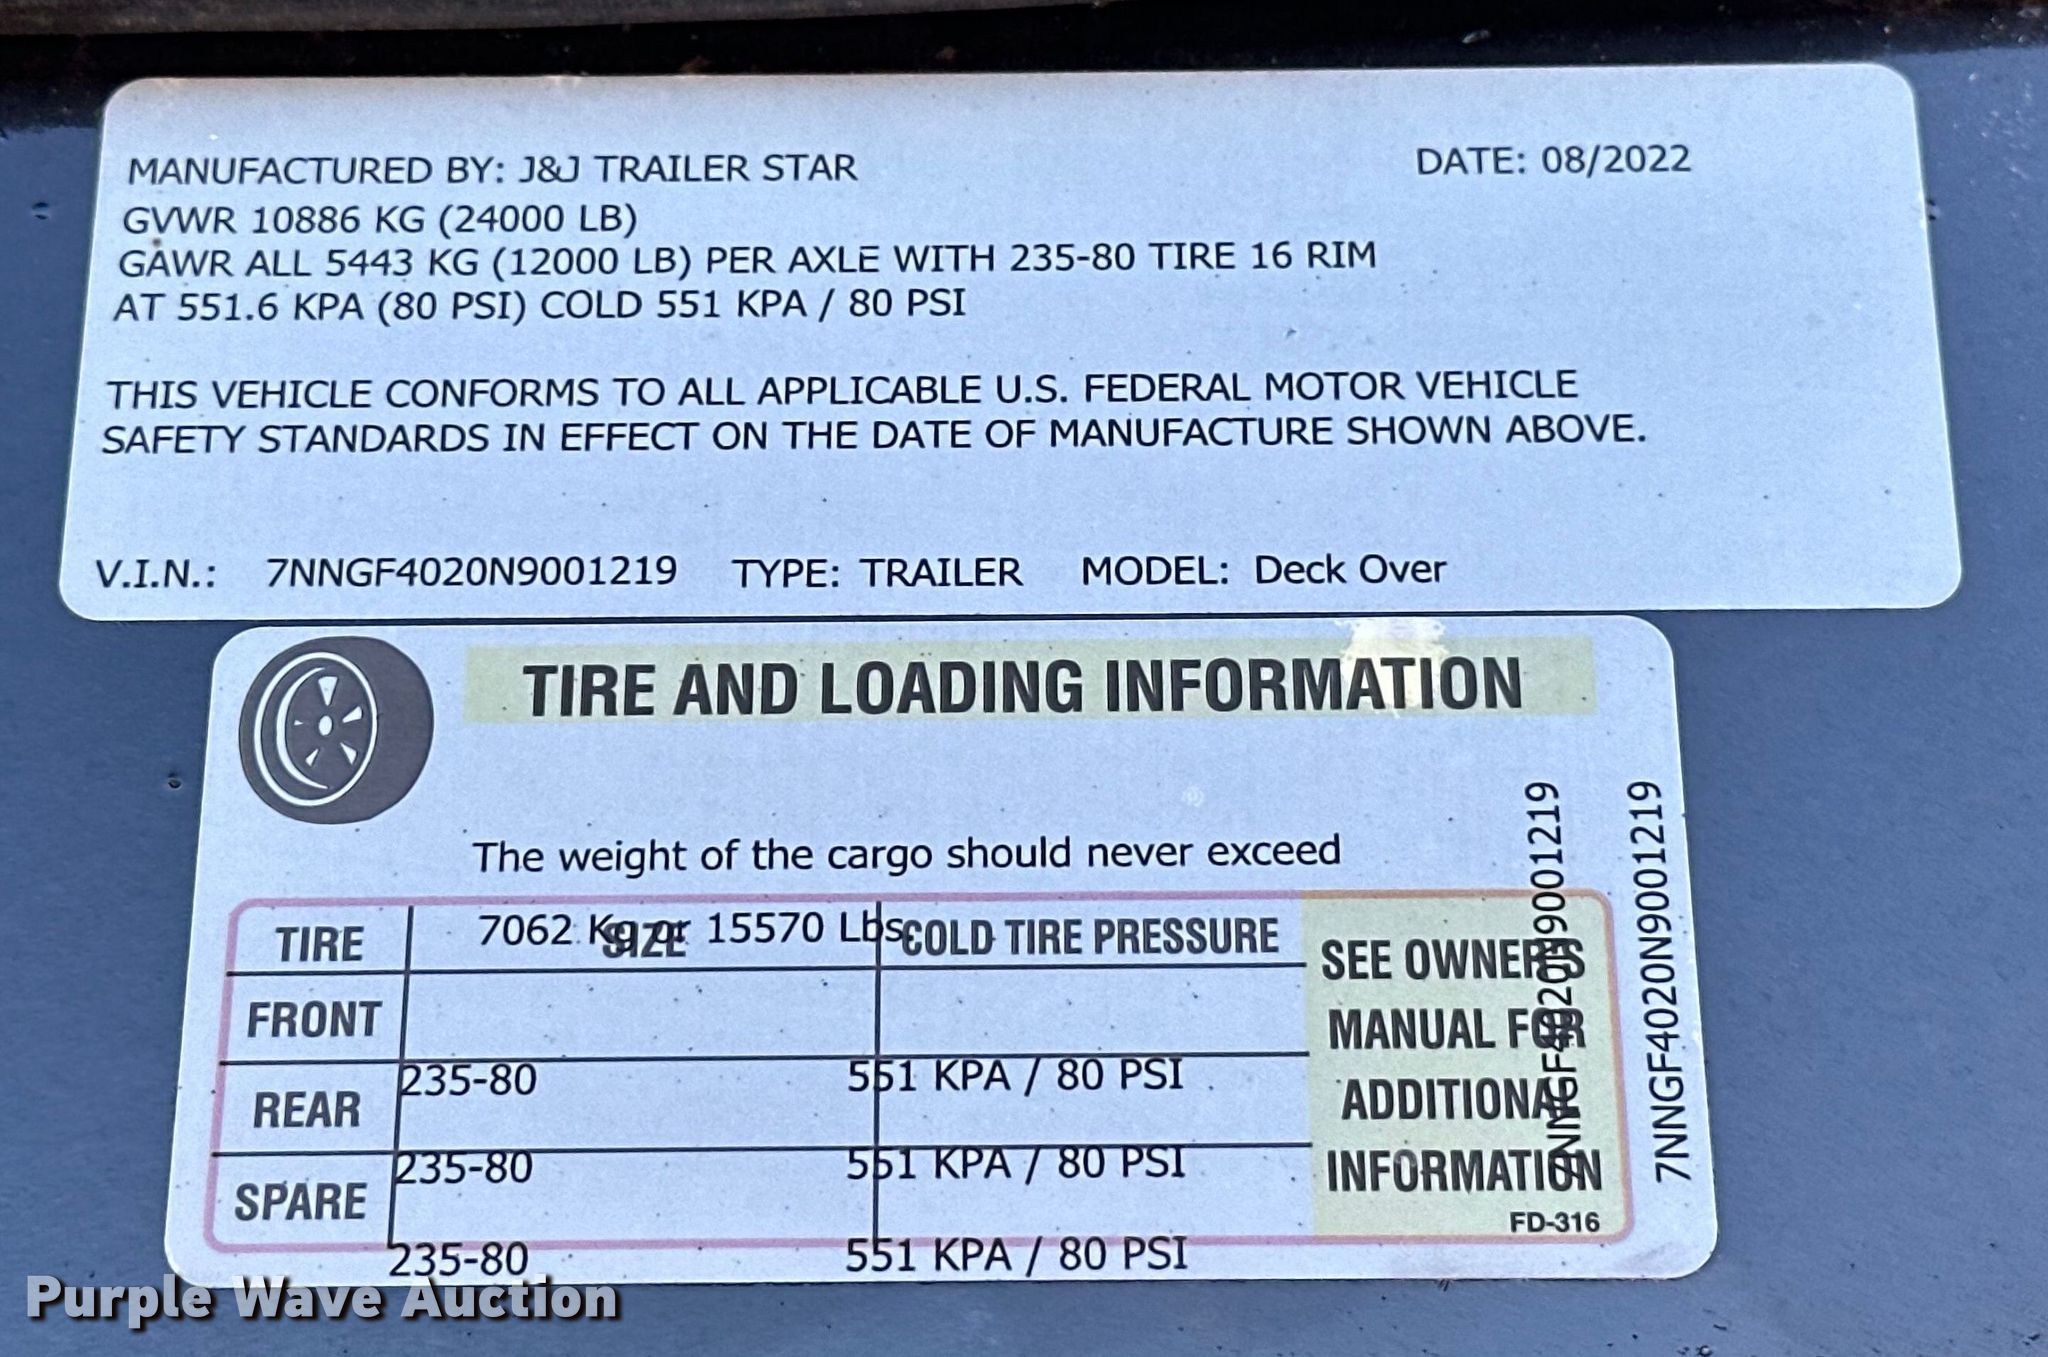 MANUFACTURED BY: J&J TRAILER STAR DATE: 08/2022
GVWR 10886 KG (24000 LB)
GAWR ALL 5443 KG (12000 LB) PER AXLE WITH 235-80 TIRE 16 RIM
AT 551.6 KPA (80 PSI) COLD 551 KPA / 80 PSI
THIS VEHICLE CONFORMS TO ALL APPLICABLE U.S. FEDERAL MOTOR VEHICLE
SAFETY STANDARDS IN EFFECT ON THE DATE OF MANUFACTURE SHOWN ABOVE.
V.I.N.: 7NNGF4020N9001219 TYPE: TRAILER MODEL: Deck Over
TIRE AND LOADING INFORMATION
The weight of the cargo should never exceed
7062 Kg or 15570 Lbs.
TIRE SIZE COLD TIRE PRESSURE
FRONT
235-80 551 KPA / 80 PSI
REAR
235-80 551 KPA / 80 PSI
SPARE
235-80 551 KPA / 80 PSI
SEE OWNER'S
MANUAL FOR
ADDITIONAL
INFORMATION
FD-316
7NNGF4020N9001219
7NNGF4020N9001219
Purple Wave Auction